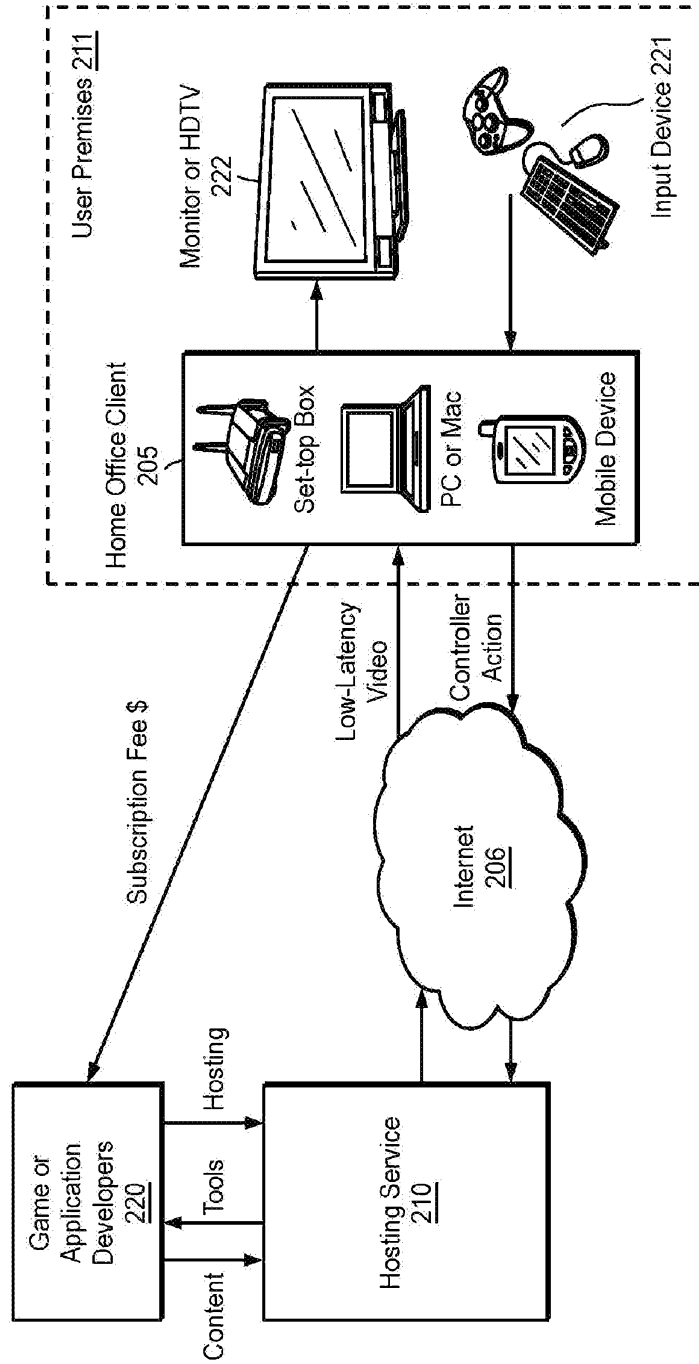 Game or
Application
Developers
220
Content
Tools
Hosting
Hosting Service
210
Subscription Fee $
Internet
206
Low-Latency
Video
Controller
Action
User Premises 211
Home Office Client
205
Set-top Box
PC or Mac
Mobile Device
Monitor or HDTV
222
Input Device 221